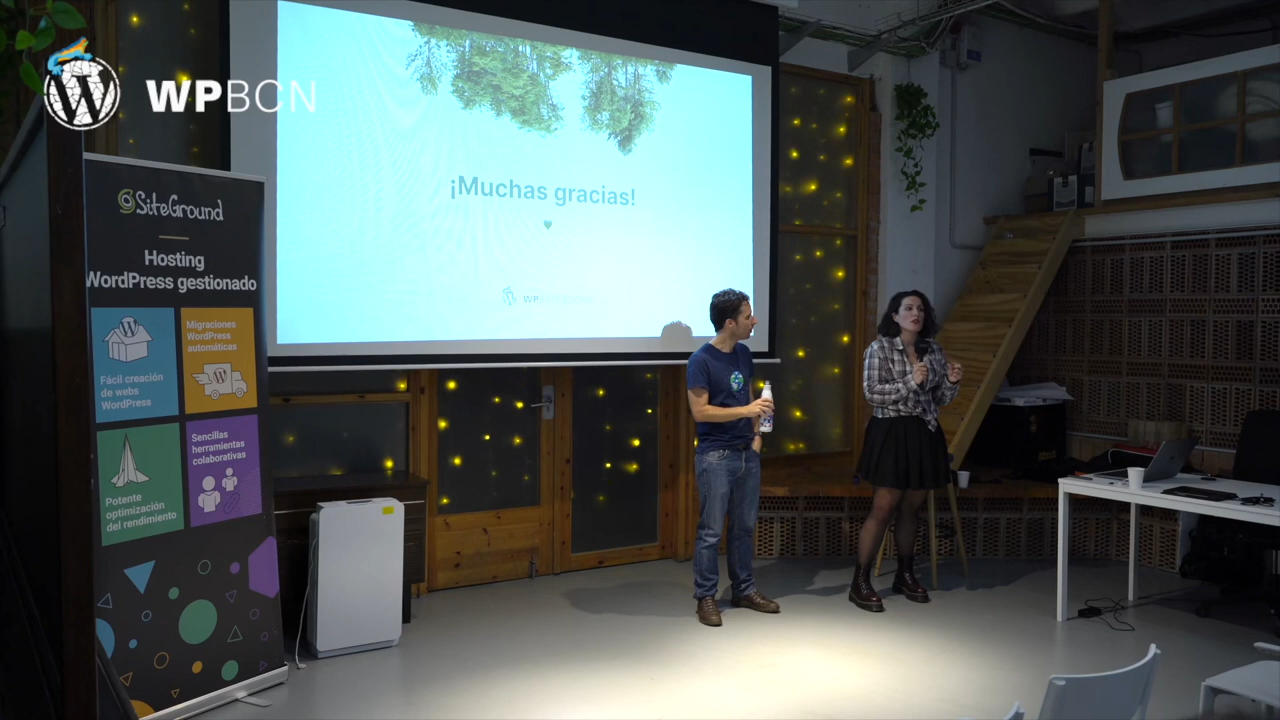 WPBCN
SiteGround
Hosting
WordPress gestionado
Fácil creación
de webs
WordPress
Migraciones
WordPress
automáticas
Potente
optimización
del rendimiento
Sencillas
herramientas
colaborativas
¡Muchas gracias!